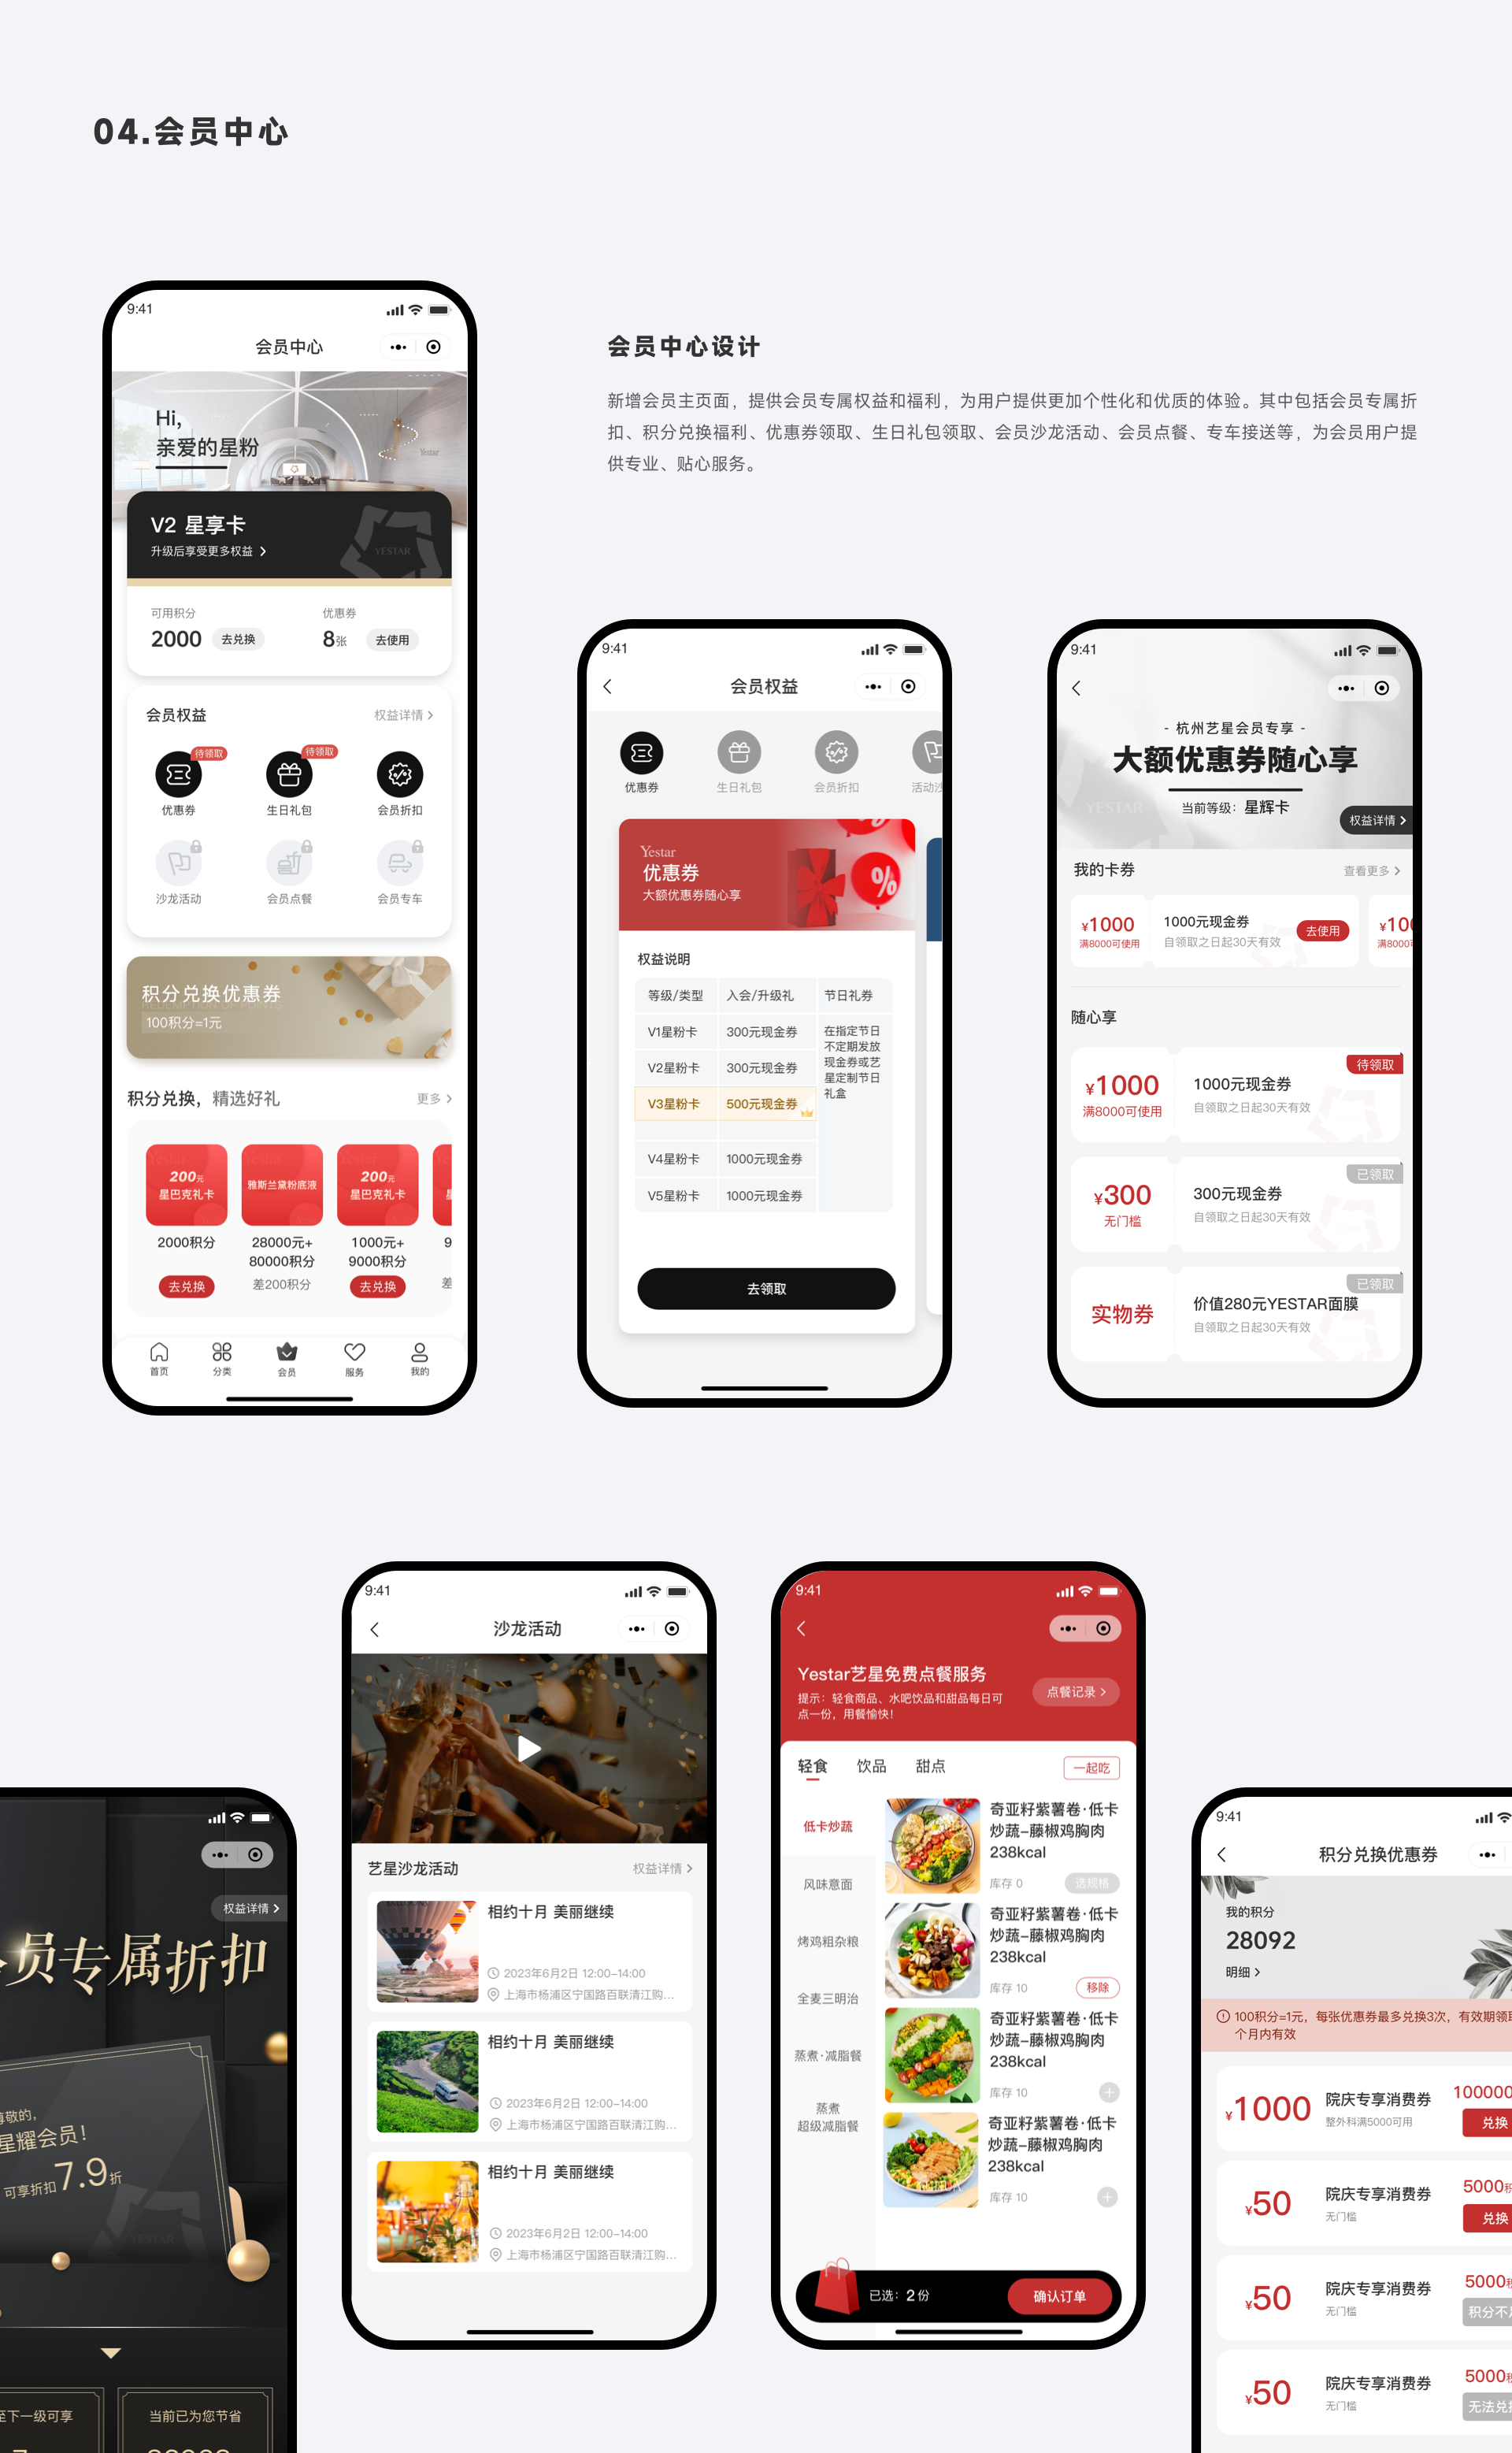 04.会员中心
9:41
会员中心
Hi,
亲爱的星粉
Yestar
V2 星享卡
升级后享受更多权益
YESTAR
可用积分
优惠券
2000 去兑换
8张 去使用
会员权益
权益详情
待领取
待领取
优惠券
生日礼包
会员折扣
沙龙活动
会员点餐
会员专车
积分兑换优惠券
REDEMPTION OF POINTS
100积分=1元
积分兑换，精选好礼
更多
200元
星巴克礼卡
雅斯兰黛粉底液
200元
星巴克礼卡
2000积分
28000元+
80000积分
1000元+
9000积分
9
去兑换
差200积分
去兑换
差
首页
分类
会员
服务
我的
会员中心设计
新增会员主页面，提供会员专属权益和福利，为用户提供更加个性化和优质的体验。其中包括会员专属折
扣、积分兑换福利、优惠券领取、生日礼包领取、会员沙龙活动、会员点餐、专车接送等，为会员用户提
供专业、贴心服务。
9:41
会员权益
优惠券
生日礼包
会员折扣
活动沙
Yestar
优惠券
大额优惠券随心享
%
权益说明
等级/类型 入会/升级礼 节日礼券
V1星粉卡 300元现金券
V2星粉卡 300元现金券
V3星粉卡 500元现金券
V4星粉卡 1000元现金券
V5星粉卡 1000元现金券
在指定节日
不定期发放
现金券或艺
星定制节日
礼盒
去领取
9:41
- 杭州艺星会员专享 -
大额优惠券随心享
YESTAR
当前等级：星辉卡
权益详情
我的卡券
查看更多
¥1000
满8000可使用
1000元现金券
自领取之日起30天有效
去使用
¥100
满8000可
随心享
¥1000
满8000可使用
1000元现金券
自领取之日起30天有效
待领取
¥300
无门槛
300元现金券
自领取之日起30天有效
已领取
实物券
价值280元YESTAR面膜
自领取之日起30天有效
已领取
9:41
沙龙活动
艺星沙龙活动
权益详情
相约十月 美丽继续
2023年6月2日 12:00-14:00
上海市杨浦区宁国路百联清江购...
相约十月 美丽继续
2023年6月2日 12:00-14:00
上海市杨浦区宁国路百联清江购...
相约十月 美丽继续
2023年6月2日 12:00-14:00
上海市杨浦区宁国路百联清江购...
9:41
Yestar艺星免费点餐服务
提示：轻食商品、水吧饮品和甜品每日可
点一份，用餐愉快！
点餐记录
轻食
饮品
甜点
一起吃
低卡炒蔬
风味意面
烤鸡粗杂粮
全麦三明治
蒸煮·减脂餐
蒸煮
超级减脂餐
奇亚籽紫薯卷·低卡
炒蔬-藤椒鸡胸肉
238kcal
库存 0
选规格
奇亚籽紫薯卷·低卡
炒蔬-藤椒鸡胸肉
238kcal
库存 10
移除
奇亚籽紫薯卷·低卡
炒蔬-藤椒鸡胸肉
238kcal
库存 10
奇亚籽紫薯卷·低卡
炒蔬-藤椒鸡胸肉
238kcal
库存 10
已选：2份
确认订单
权益详情
员专属折扣
尊敬的，
星耀会员！
可享折扣7.9折
YESTAR
至下一级可享
当前已为您节省
9:41
积分兑换优惠券
我的积分
28092
明细
100积分=1元，每张优惠券最多兑换3次，有效期领取
个月内有效
¥1000
院庆专享消费券
整外科满5000可用
100000
兑换
¥50
院庆专享消费券
无门槛
5000积
兑换
¥50
院庆专享消费券
无门槛
5000积
积分不足
¥50
院庆专享消费券
无门槛
5000积
无法兑换